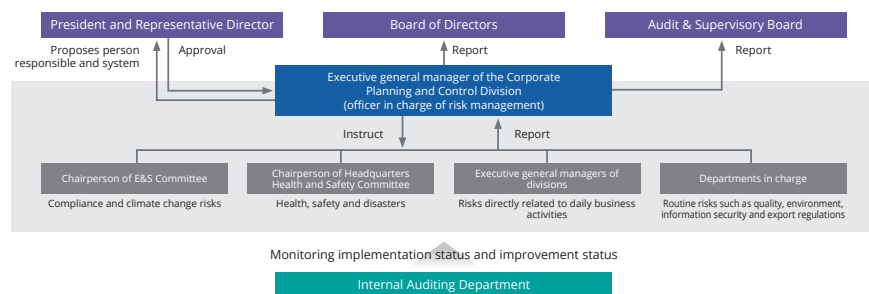 President and Representative Director
Board of Directors
Audit & Supervisory Board
Proposes person
responsible and system
Approval
Report
Report
Executive general manager of the Corporate
Planning and Control Division
(officer in charge of risk management)
Instruct
Report
Chairperson of E&S Committee
Chairperson of Headquarters
Health and Safety Committee
Executive general managers of
divisions
Departments in charge
Compliance and climate change risks
Health, safety and disasters
Risks directly related to daily business
activities
Routine risks such as quality, environment,
information security and export regulations
Monitoring implementation status and improvement status
Internal Auditing Department